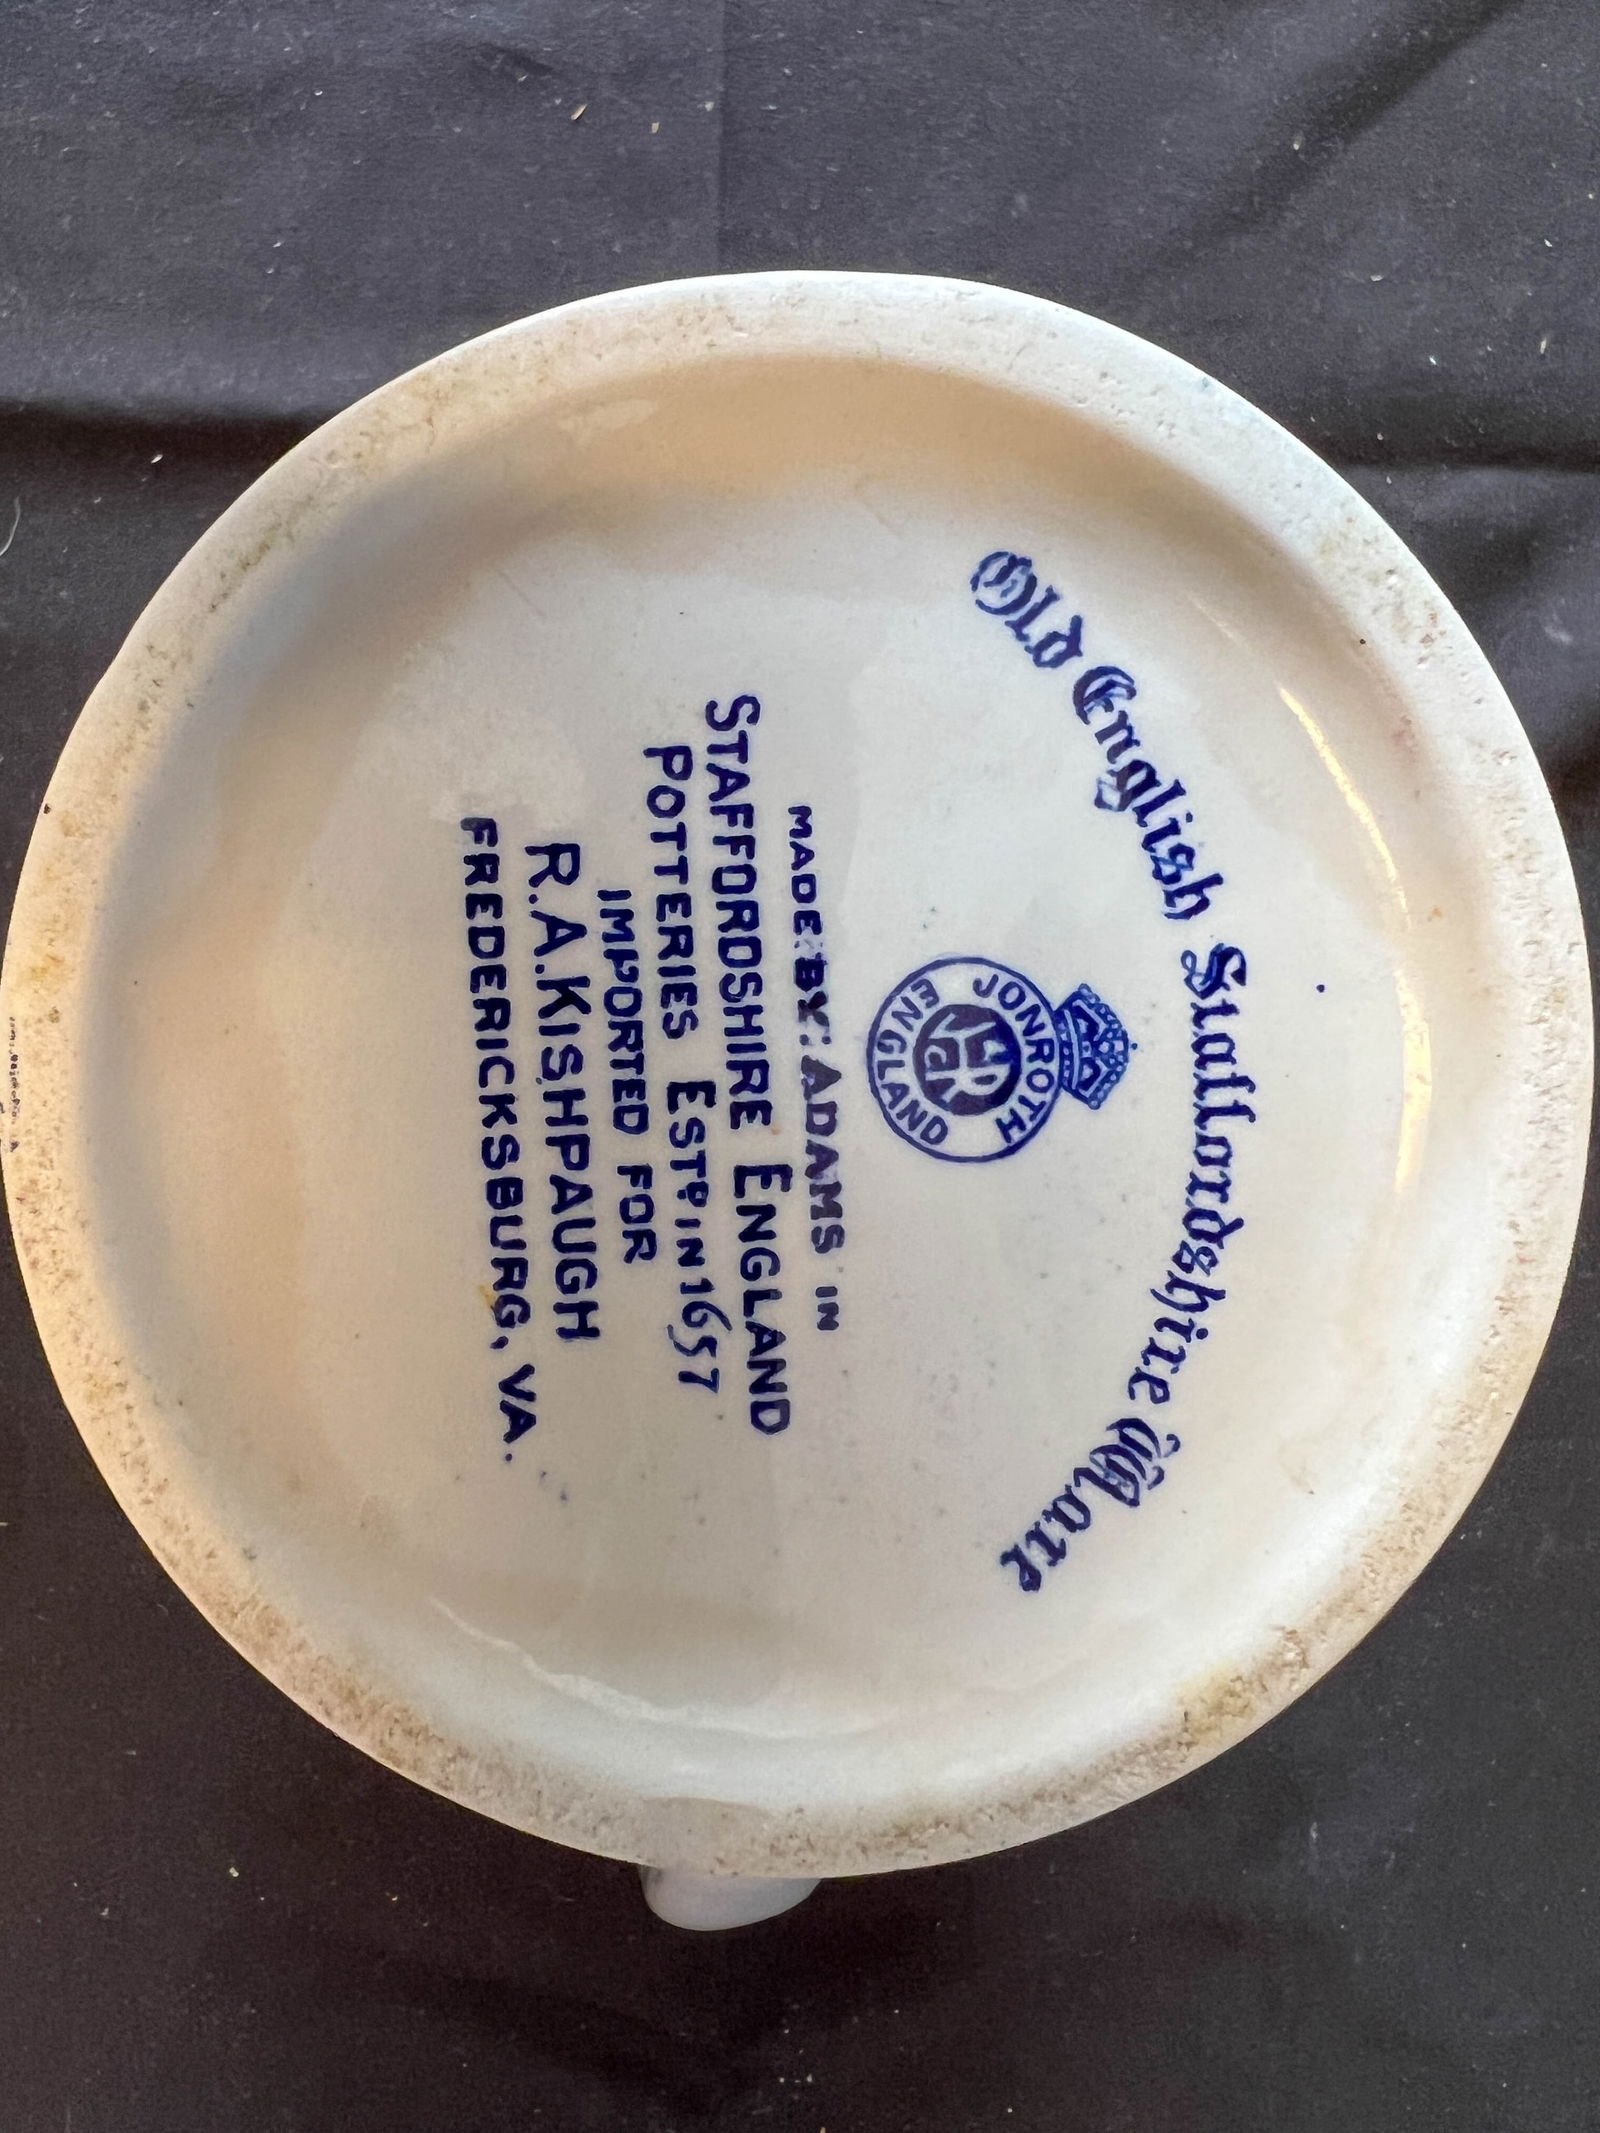 Old English Staffordshire Ware
JONROTH
ENGLAND
MADE BY: ADAMS IN
STAFFORDSHIRE ENGLAND
POTTERIES ESTD IN 1657
IMPORTED FOR
R.A.KISHPAUGH
FREDERICKSBURG, VA.